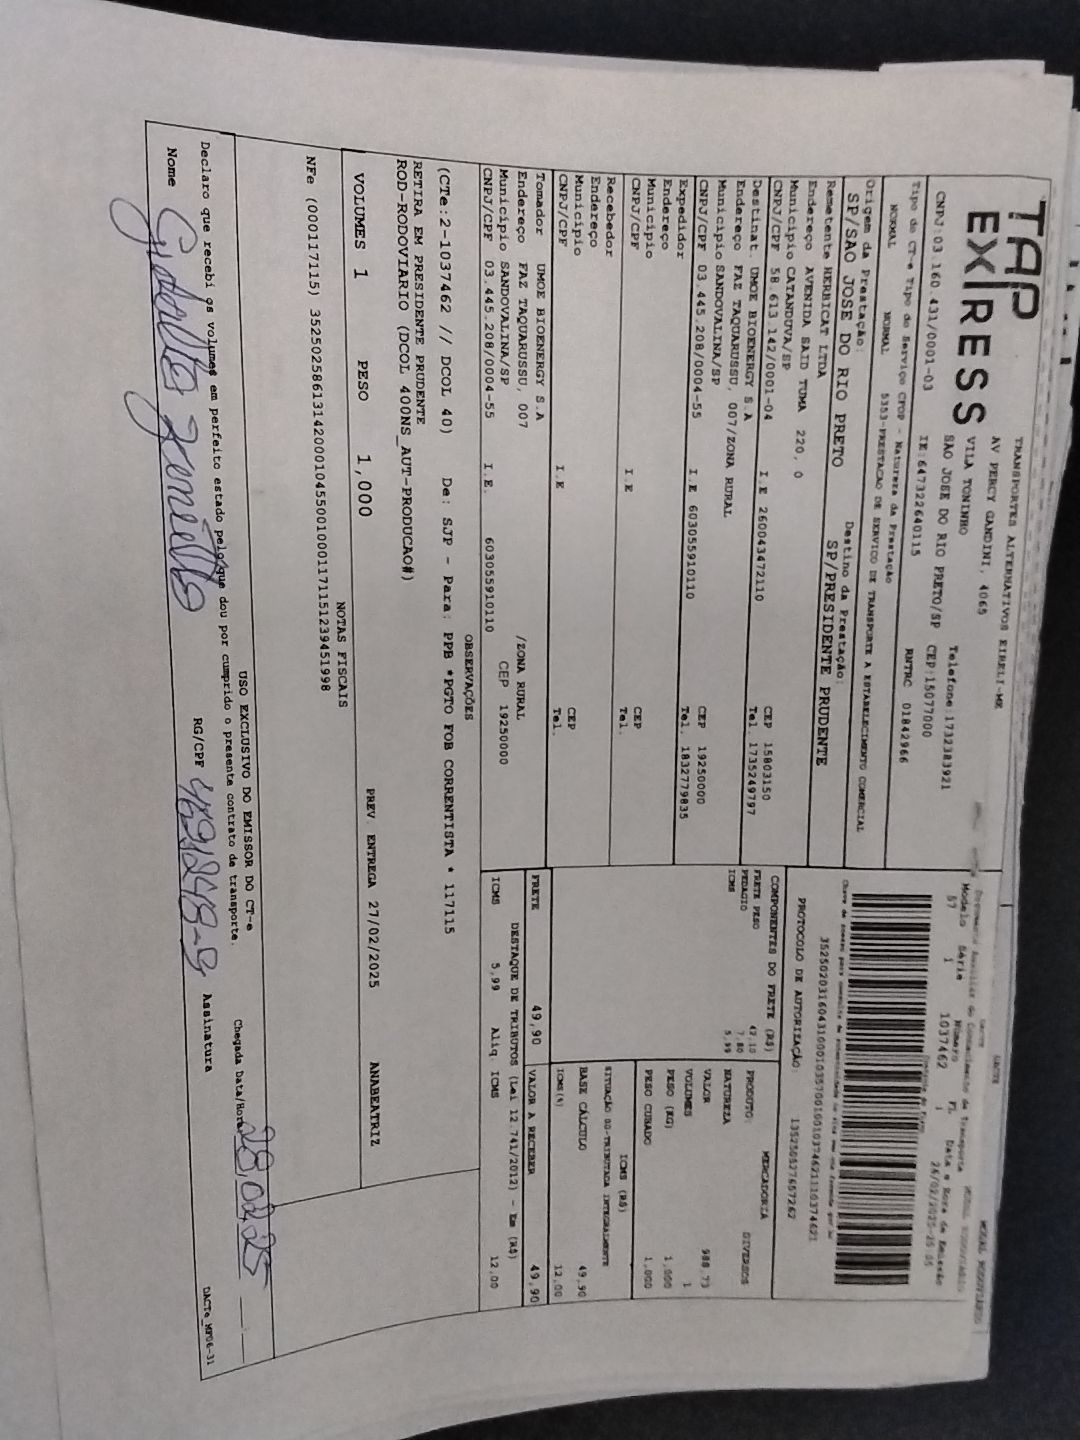 TAP
EXPRESS
TRANSPORTES ALTERNATIVOS EIRELI-ME
AV PERCY GANDINI, 4065
VILA TONINHO
SAO JOSE DO RIO PRETO/SP
Telefone:1732383921
CEP:15077000
CNPJ:03.160.431/0001-03
IE:647322640115
RNTRC 01842966
Tipo do CT-e Tipo do Serviço CFOP - Natureza da Prestação
NORMAL NORMAL 5353-PRESTACAO DE SERVICO DE TRANSPORTE A ESTABELECIMENTO COMERCIAL
Origem da Prestação: Destino da Prestação:
SP/SAO JOSE DO RIO PRETO SP/PRESIDENTE PRUDENTE
Remetente HERBICAT LTDA
Endereço AVENIDA SAID TUMA 220, 0
Município CATANDUVA/SP CEP 15803150
CNPJ/CPF 58.613.142/0001-04 I.E 260043472110 Tel. 1735249797
Destinat. UMOE BIOENERGY S.A
Endereço FAZ TAQUARUSSU, 007/ZONA RURAL
Município SANDOVALINA/SP CEP 19250000
CNPJ/CPF 03.445.208/0004-55 I.E 603055910110 Tel. 1832779835
Expedidor
Endereço
Município CEP
CNPJ/CPF I.E Tel.
Recebedor
Endereço
Município CEP
CNPJ/CPF I.E Tel.
Tomador UMOE BIOENERGY S.A
Endereço FAZ TAQUARUSSU, 007 /ZONA RURAL
Município SANDOVALINA/SP CEP 19250000
CNPJ/CPF 03.445.208/0004-55 I.E. 603055910110
Modelo Série Número Fl. Data e Hora de Emissão
57 1 1037462 1
PROTOCOLO DE AUTORIZAÇÃO:
COMPONENTES DO FRETE (R$)
FRETE PESO 47,10
PEDAGIO
ICMS 5,99
MERCADORIA
PRODUTO: DIVERSOS
NATUREZA
VALOR 988,73
VOLUMES 1
PESO (KG) 1,000
PESO CUBADO 1,000
ICMS (R$)
SITUAÇÃO 00-TRIBUTADA INTEGRALMENTE
BASE CÁLCULO 49,90
ICMS(%) 12,00
FRETE 49,90 VALOR A RECEBER 49,90
DESTAQUE DE TRIBUTOS (Lei 12.741/2012) - Em (R$)
ICMS 5,99 Aliq. ICMS 12,00
OBSERVAÇÕES
(CTe:2-1037462 // DCOL 40) De: SJP - Para: PPB *PGTO FOB CORRENTISTA * 117115
RETIRA EM PRESIDENTE PRUDENTE
ROD-RODOVIARIO (DCOL 400NS_AUT-PRODUCAO#)
VOLUMES 1 PESO 1,000 PREV. ENTREGA 27/02/2025 ANABEATRIZ
NOTAS FISCAIS
NFe (000117115) 35250258613142000104550010001171151239451998
USO EXCLUSIVO DO EMISSOR DO CT-e
Declaro que recebi os volumes em perfeito estado pelo que dou por cumprido o presente contrato de transporte.
Chegada Data/Hora 28,02,25
Nome RG/CPF Assinatura
DACTe_MP06-31